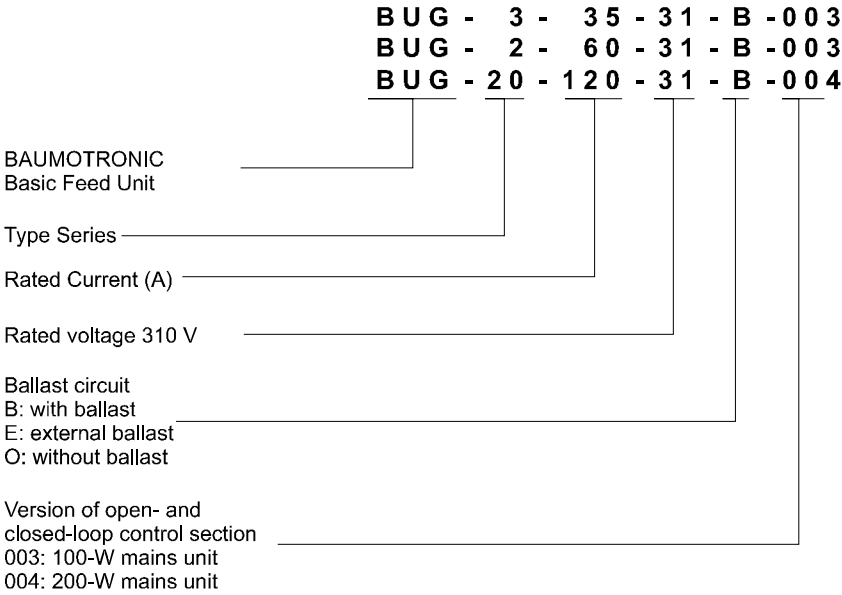 BUG - 3 - 35 - 31 - B - 003
BUG - 2 - 60 - 31 - B - 003
BUG - 20 - 120 - 31 - B - 004
BAUMOTRONIC
Basic Feed Unit
Type Series
Rated Current (A)
Rated voltage 310 V
Ballast circuit
B: with ballast
E: external ballast
O: without ballast
Version of open- and
closed-loop control section
003: 100-W mains unit
004: 200-W mains unit